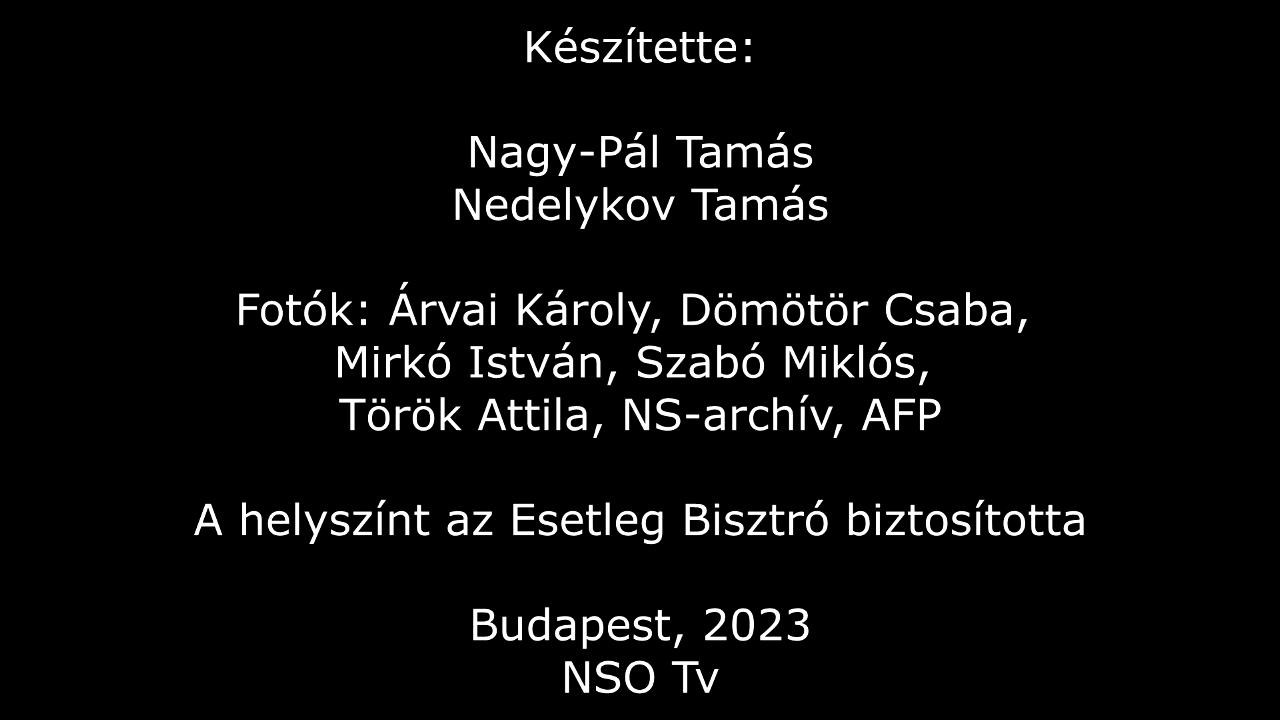 Készítette:
Nagy-Pál Tamás
Nedelykov Tamás
Fotók: Árvai Károly, Dömötör Csaba,
Mirkó István, Szabó Miklós,
Török Attila, NS-archív, AFP
A helyszínt az Esetleg Bisztró biztosította
Budapest, 2023
NSO Tv